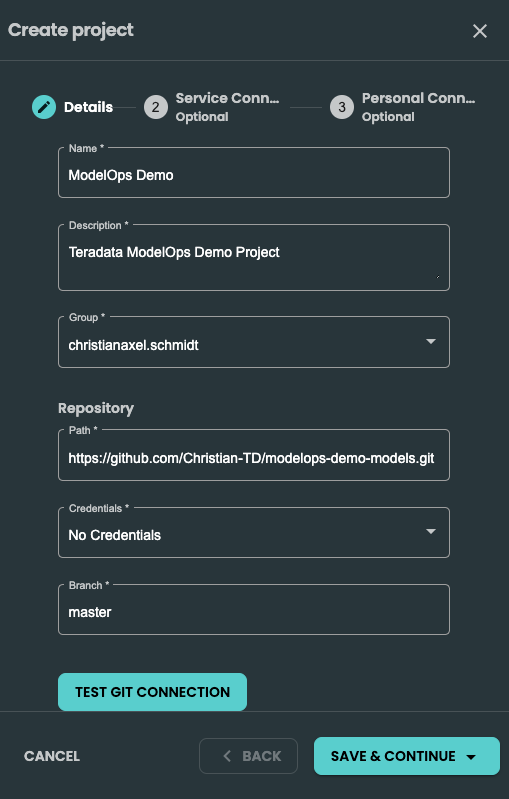 Create project
Details
2
Service Conn...
Optional
3
Personal Conn...
Optional
Name *
ModelOps Demo
Description *
Teradata ModelOps Demo Project
Group *
christianaxel.schmidt
Repository
Path *
https://github.com/Christian-TD/modelops-demo-models.git
Credentials *
No Credentials
Branch *
master
TEST GIT CONNECTION
CANCEL
BACK
SAVE & CONTINUE